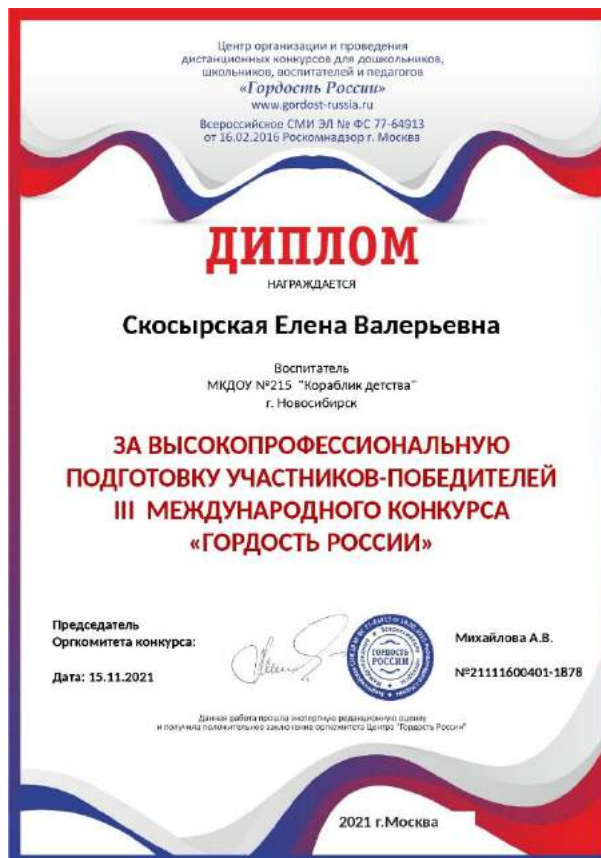 Центр организации и проведения
дистанционных конкурсов для дошкольников,
школьников, воспитателей и педагогов
«Гордость России»
www.gordost-russia.ru
Всероссийское СМИ ЭЛ № ФС 77-64913
от 16.02.2016 Роскомнадзор г. Москва
ДИПЛОМ
НАГРАЖДАЕТСЯ
Скосырская Елена Валерьевна
Воспитатель
МКДОУ №215 "Кораблик детства"
г. Новосибирск
ЗА ВЫСОКОПРОФЕССИОНАЛЬНУЮ
ПОДГОТОВКУ УЧАСТНИКОВ-ПОБЕДИТЕЛЕЙ
III МЕЖДУНАРОДНОГО КОНКУРСА
«ГОРДОСТЬ РОССИИ»
Председатель
Оргкомитета конкурса:
ГОРДОСТЬ
РОССИИ
Михайлова А.В.
Дата: 15.11.2021
№21111600401-1878
Данная работа прошла экспертную редакционную оценку
и получила положительное заключение оргкомитета Центра "Гордость России"
2021 г.Москва